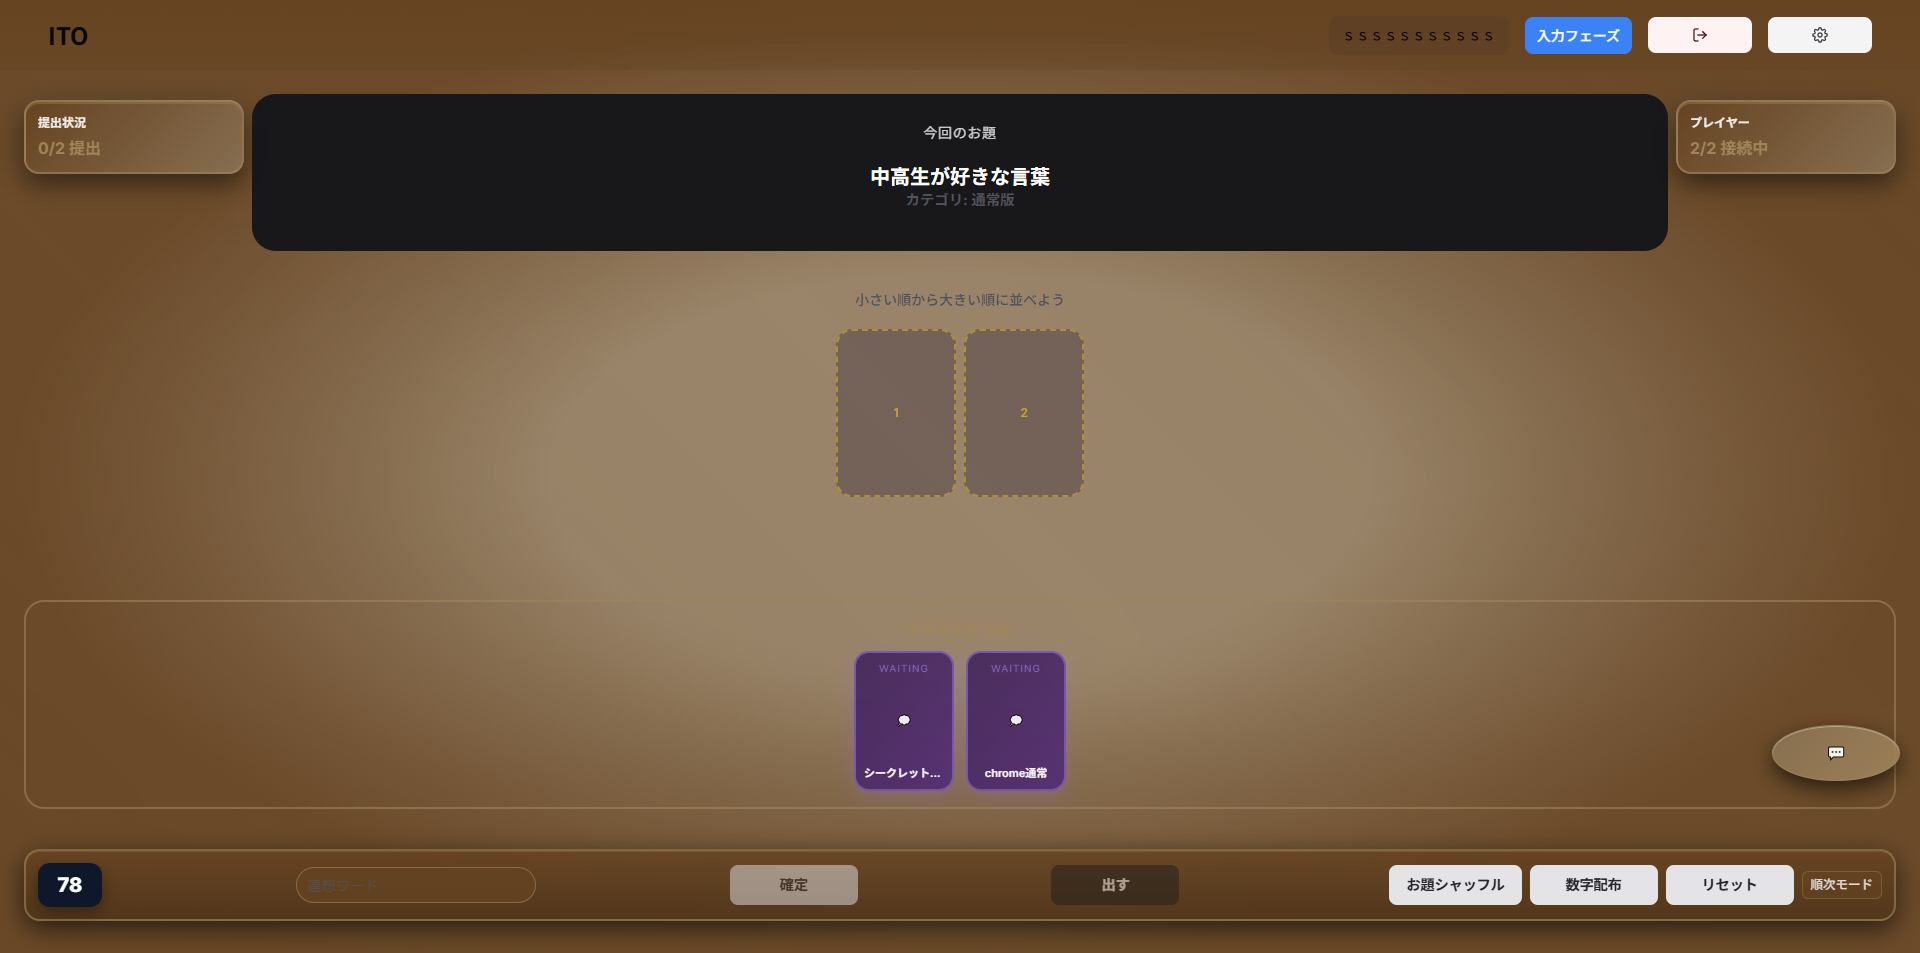 ITO
S S S S S S S S S S S
入力フェーズ
提出状況
0/2 提出
今回のお題
中高生が好きな言葉
カテゴリ: 通常版
プレイヤー
2/2 接続中
小さい順から大きい順に並べよう
1
2
WAITING
WAITING
シークレット...
chrome通常
78
連想ワード
確定
出す
お題シャッフル
数字配布
リセット
順次モード